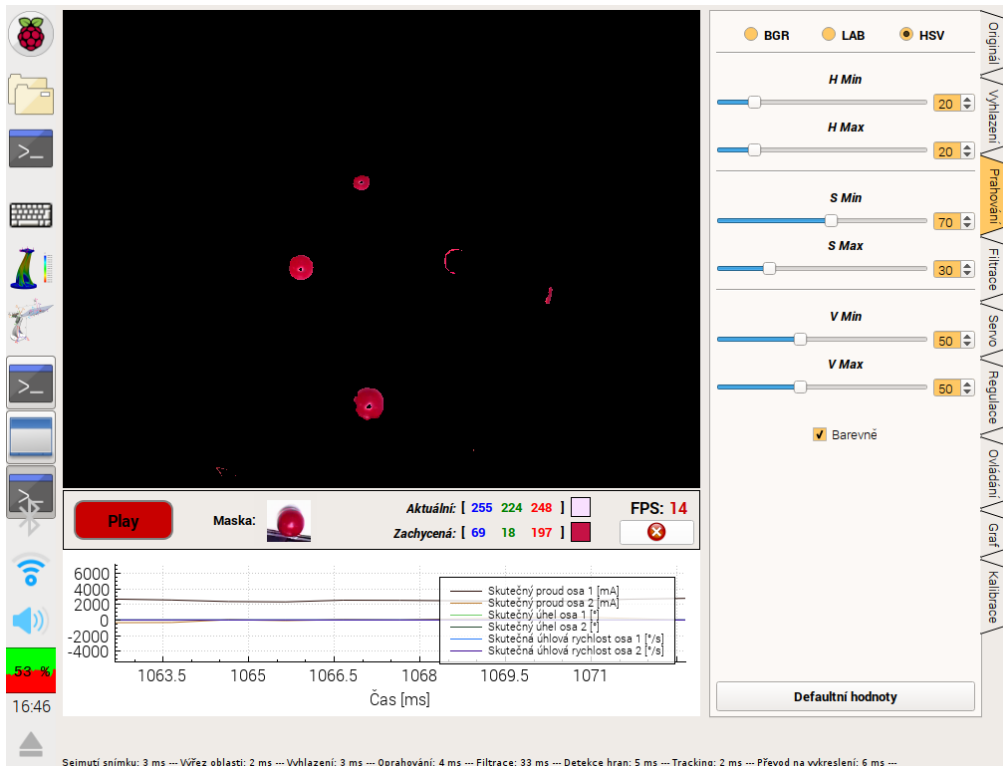 BGR LAB HSV
H Min
20
H Max
20
S Min
70
S Max
30
V Min
50
V Max
50
Barevně
Defaultní hodnoty
Originál
Vyhlazení
Prahování
Filtrace
Servo
Regulace
Ovládání
Graf
Kalibrace
>_
>_
>_
53 %
16:46
Play
Maska:
Aktuální: [ 255 224 248 ]
Zachycená: [ 69 18 197 ]
FPS: 14
6000
4000
2000
0
-2000
-4000
Skutečný proud osa 1 [mA]
Skutečný proud osa 2 [mA]
Skutečný úhel osa 1 [°]
Skutečný úhel osa 2 [°]
Skutečná úhlová rychlost osa 1 [°/s]
Skutečná úhlová rychlost osa 2 [°/s]
1063.5 1065 1066.5 1068 1069.5 1071
Čas [ms]
Sejmutí snímku: 3 ms --- Výřez oblasti: 2 ms --- Vyhlazení: 3 ms --- Oprahování: 4 ms --- Filtrace: 33 ms --- Detekce hran: 5 ms --- Tracking: 2 ms --- Převod na vykreslení: 6 ms ---